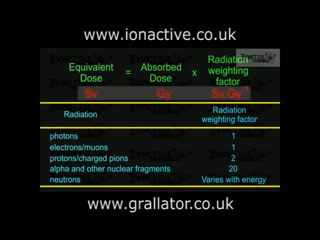 www.ionactive.co.uk
Equivalent Dose = Absorbed Dose x Radiation weighting factor
Sv Gy Sv.Gy-1
Radiation Radiation weighting factor
photons 1
electrons/muons 1
protons/charged pions 2
alpha and other nuclear fragments 20
neutrons Varies with energy
www.grallator.co.uk